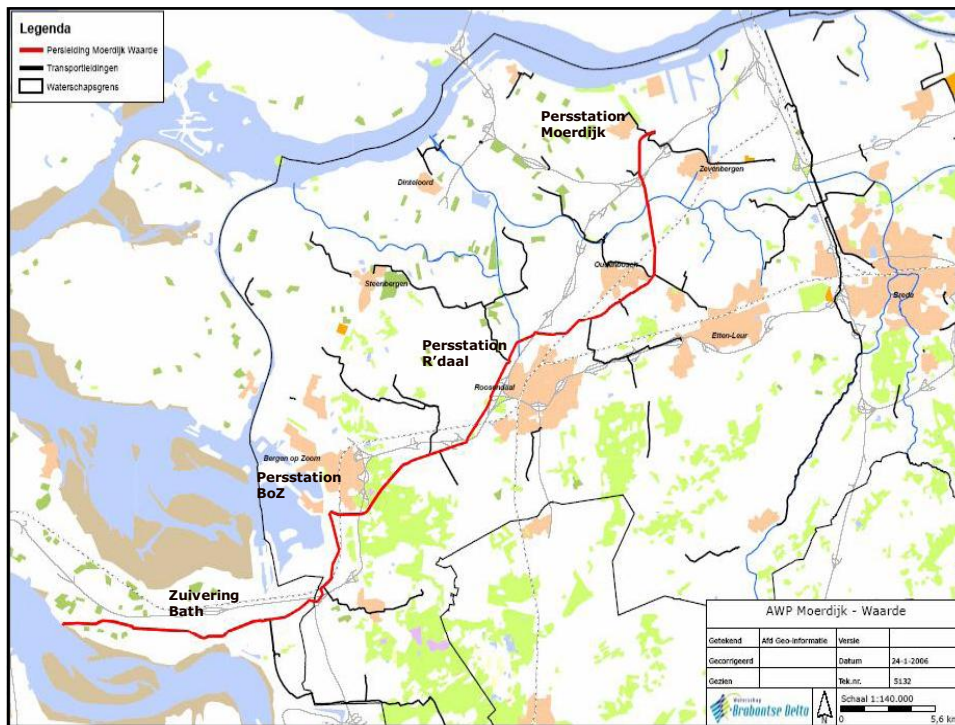 Legenda
Persleiding Moerdijk Waarde
Transportleidingen
Waterschapsgrens
Persstation
Moerdijk
Zevenbergen
Dinteloord
Oudenbosch
Steenbergen
Breda
Etten-Leur
Persstation
R'daal
Roosendaal
Bergen op Zoom
Persstation
BoZ
Zuivering
Bath
AWP Moerdijk - Waarde
Getekend Afd Geo-informatie Versie
Gecorrigeerd Datum 24-1-2006
Gezien Tek.nr. 5132
Waterschap
Brabantse Delta
Schaal 1:140.000
5,6 km